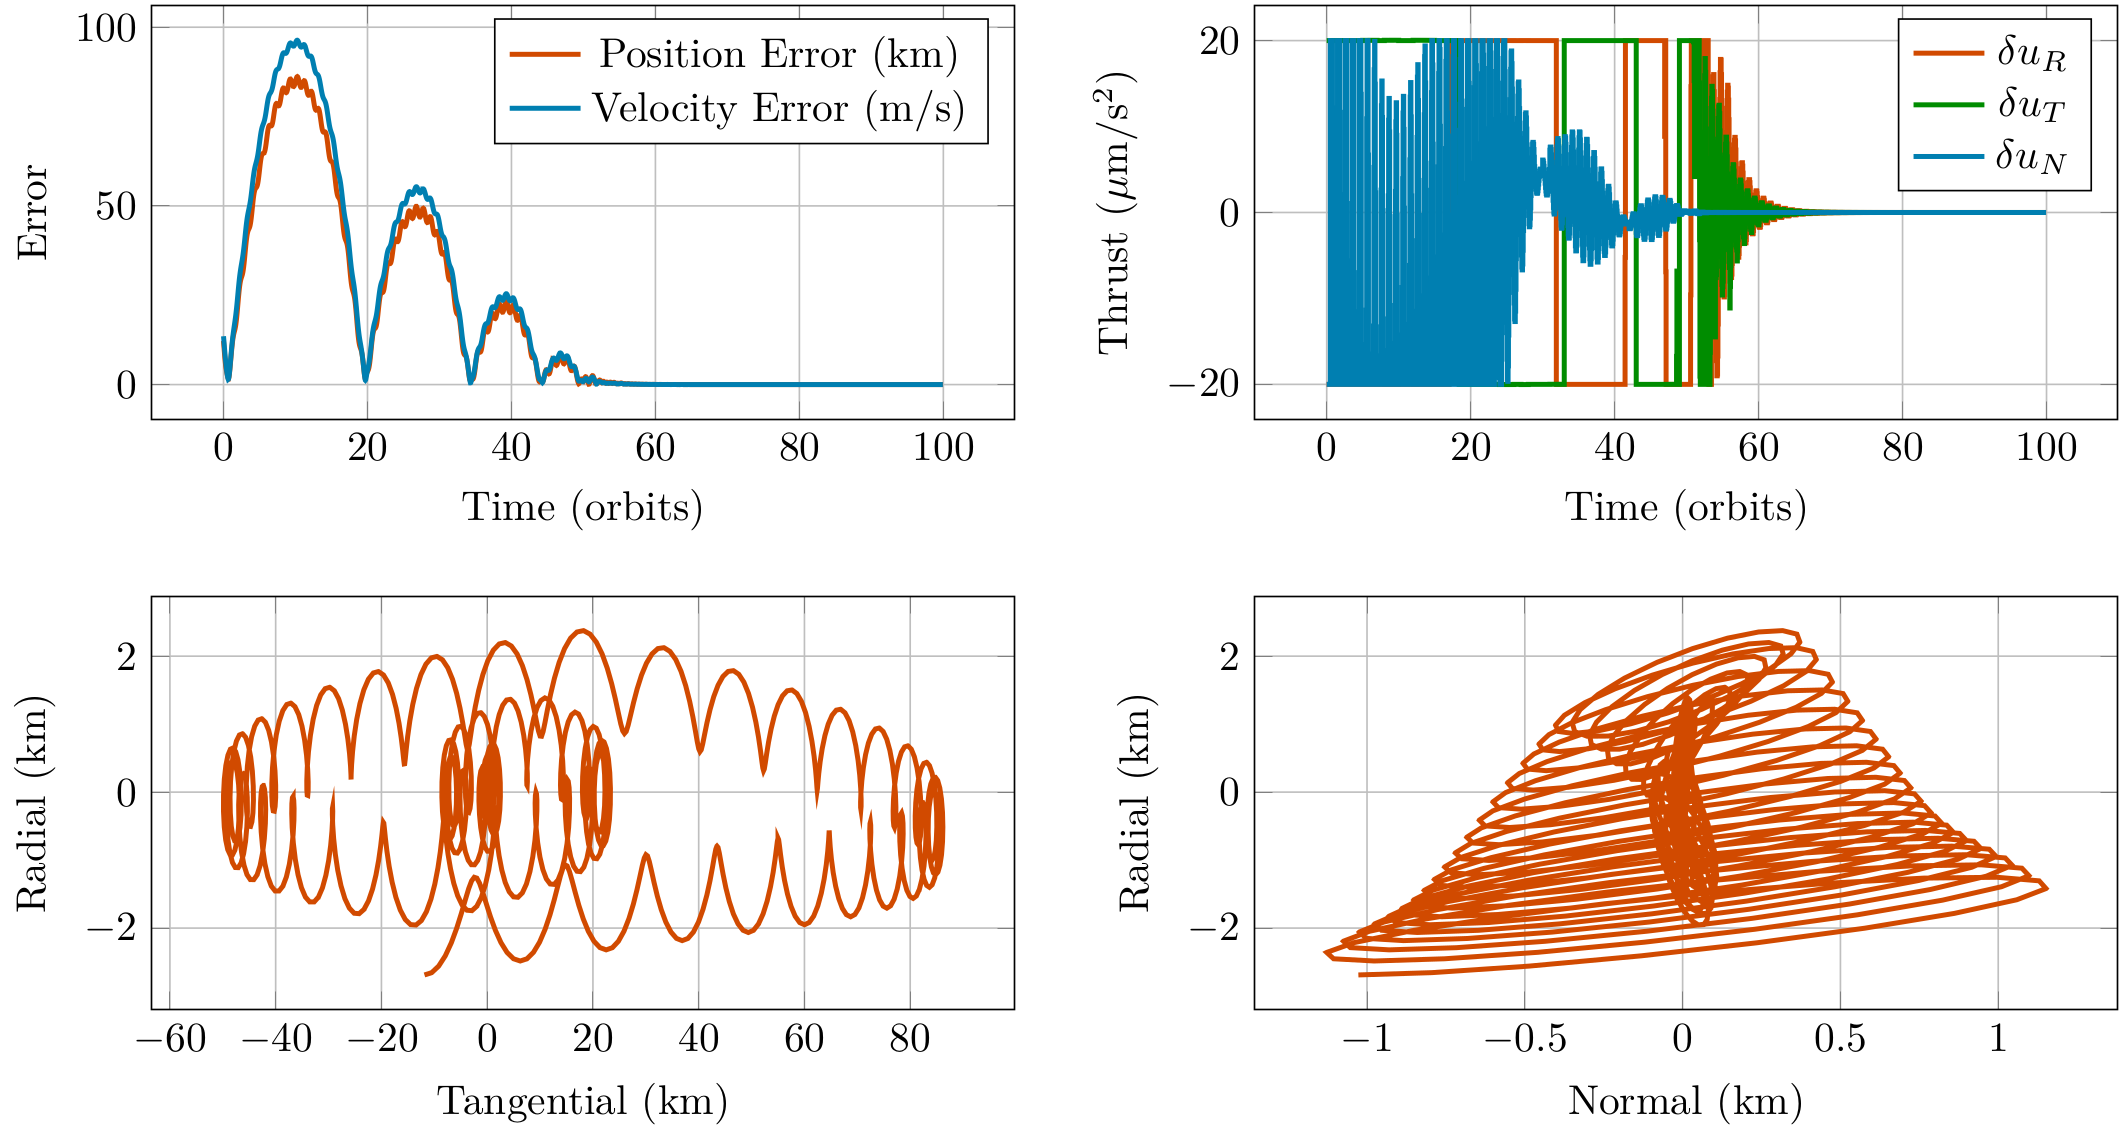 100
50
0
Error
Position Error (km)
Velocity Error (m/s)
0 20 40 60 80 100
Time (orbits)
20
0
−20
Thrust (μm/s²)
δu_R
δu_T
δu_N
0 20 40 60 80 100
Time (orbits)
2
0
−2
Radial (km)
−60 −40 −20 0 20 40 60 80
Tangential (km)
2
0
−2
Radial (km)
−1 −0.5 0 0.5 1
Normal (km)